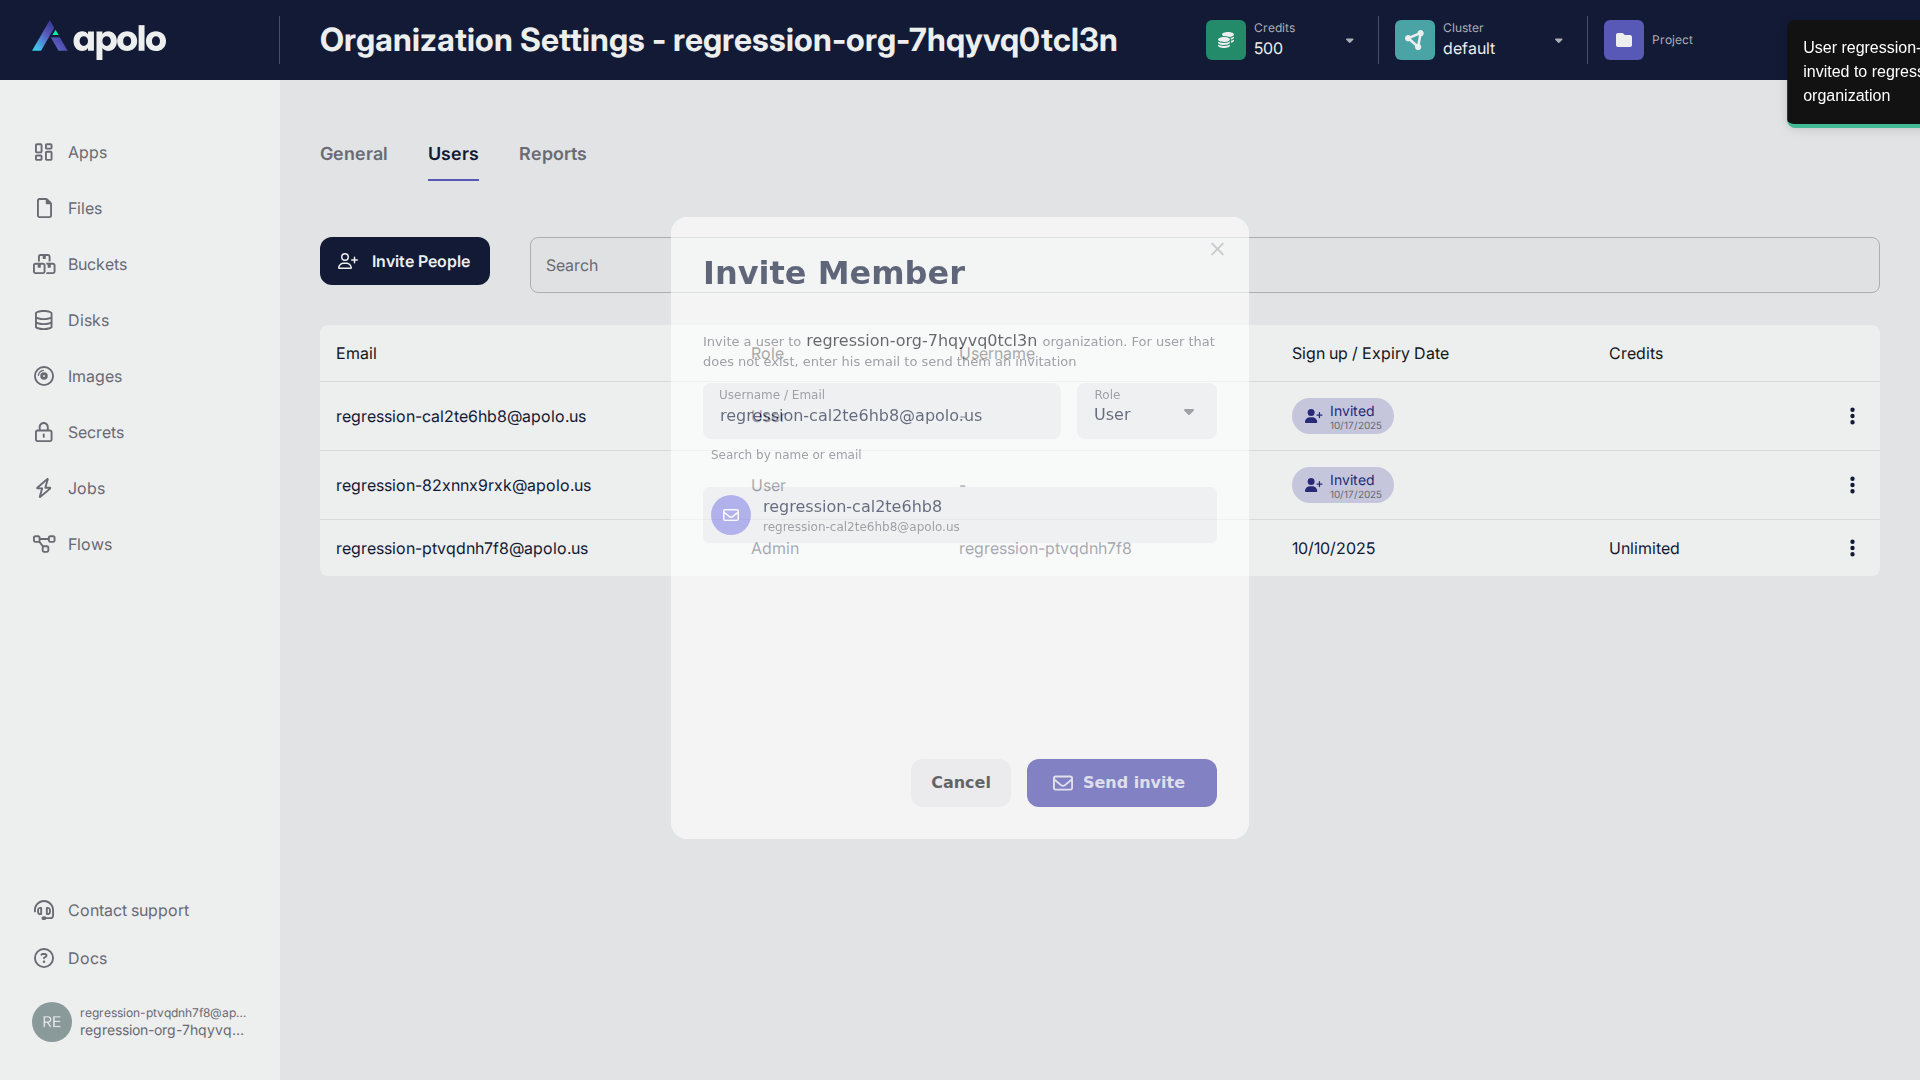 apolo
Organization Settings - regression-org-7hqyvq0tcl3n
Credits
500
Cluster
default
Project
User regression-
invited to regress
organization
Apps
Files
Buckets
Disks
Images
Secrets
Jobs
Flows
Contact support
Docs
RE
regression-ptvqdnh7f8@ap...
regression-org-7hqyvq...
General
Users
Reports
Invite People
Search
Email
Role
Username
Sign up / Expiry Date
Credits
regression-cal2te6hb8@apolo.us
User
-
Invited
10/17/2025
regression-82xnnx9rxk@apolo.us
User
-
Invited
10/17/2025
regression-ptvqdnh7f8@apolo.us
Admin
regression-ptvqdnh7f8
10/10/2025
Unlimited
Invite Member
Invite a user to regression-org-7hqyvq0tcl3n organization. For user that
does not exist, enter his email to send them an invitation
Username / Email
regression-cal2te6hb8@apolo.us
Role
User
Search by name or email
regression-cal2te6hb8
regression-cal2te6hb8@apolo.us
Cancel
Send invite